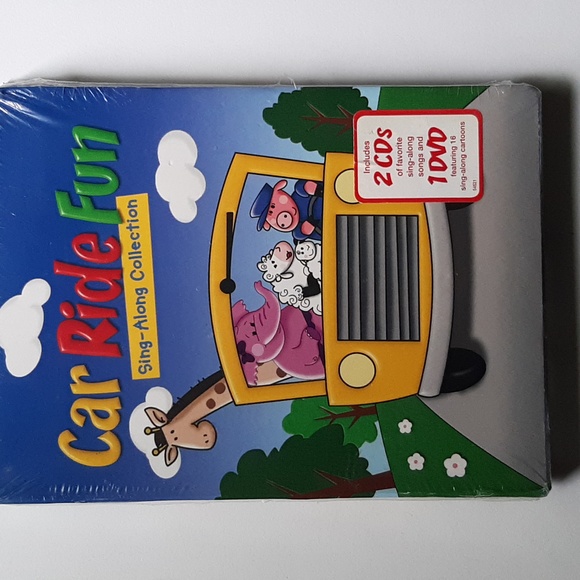 Car Ride Fun
Sing-Along Collection
Includes
2 CDs
of favorite
sing-along
songs and
1 DVD
featuring 16
sing-along cartoons